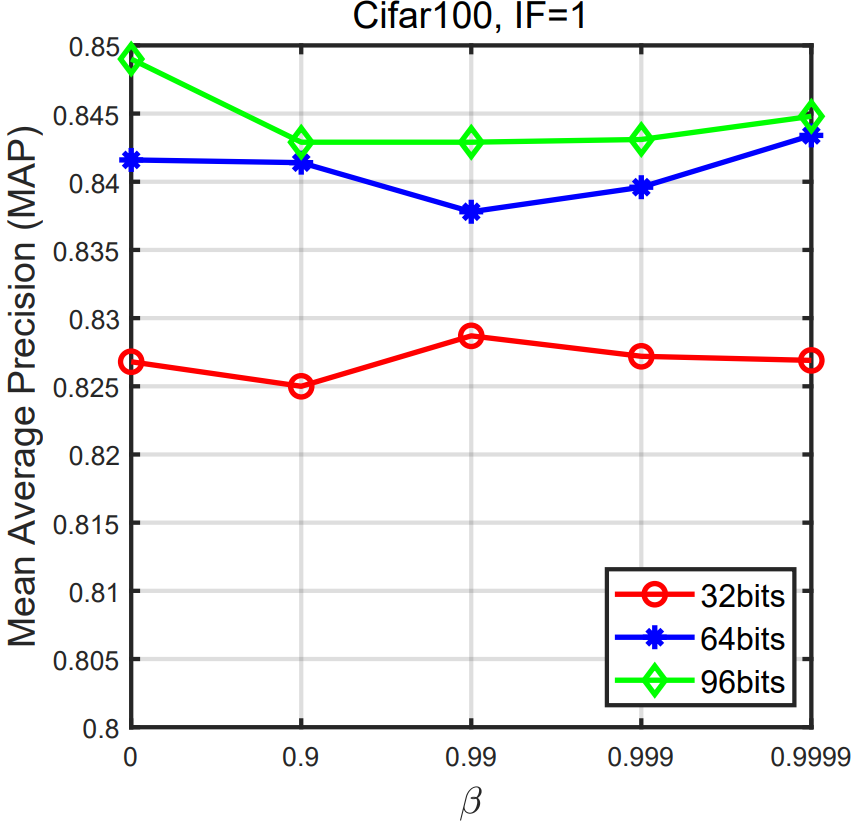 Cifar100, IF=1
Mean Average Precision (MAP)
0.85
0.845
0.84
0.835
0.83
0.825
0.82
0.815
0.81
0.805
0.8
32bits
64bits
96bits
0 0.9 0.99 0.999 0.9999
β